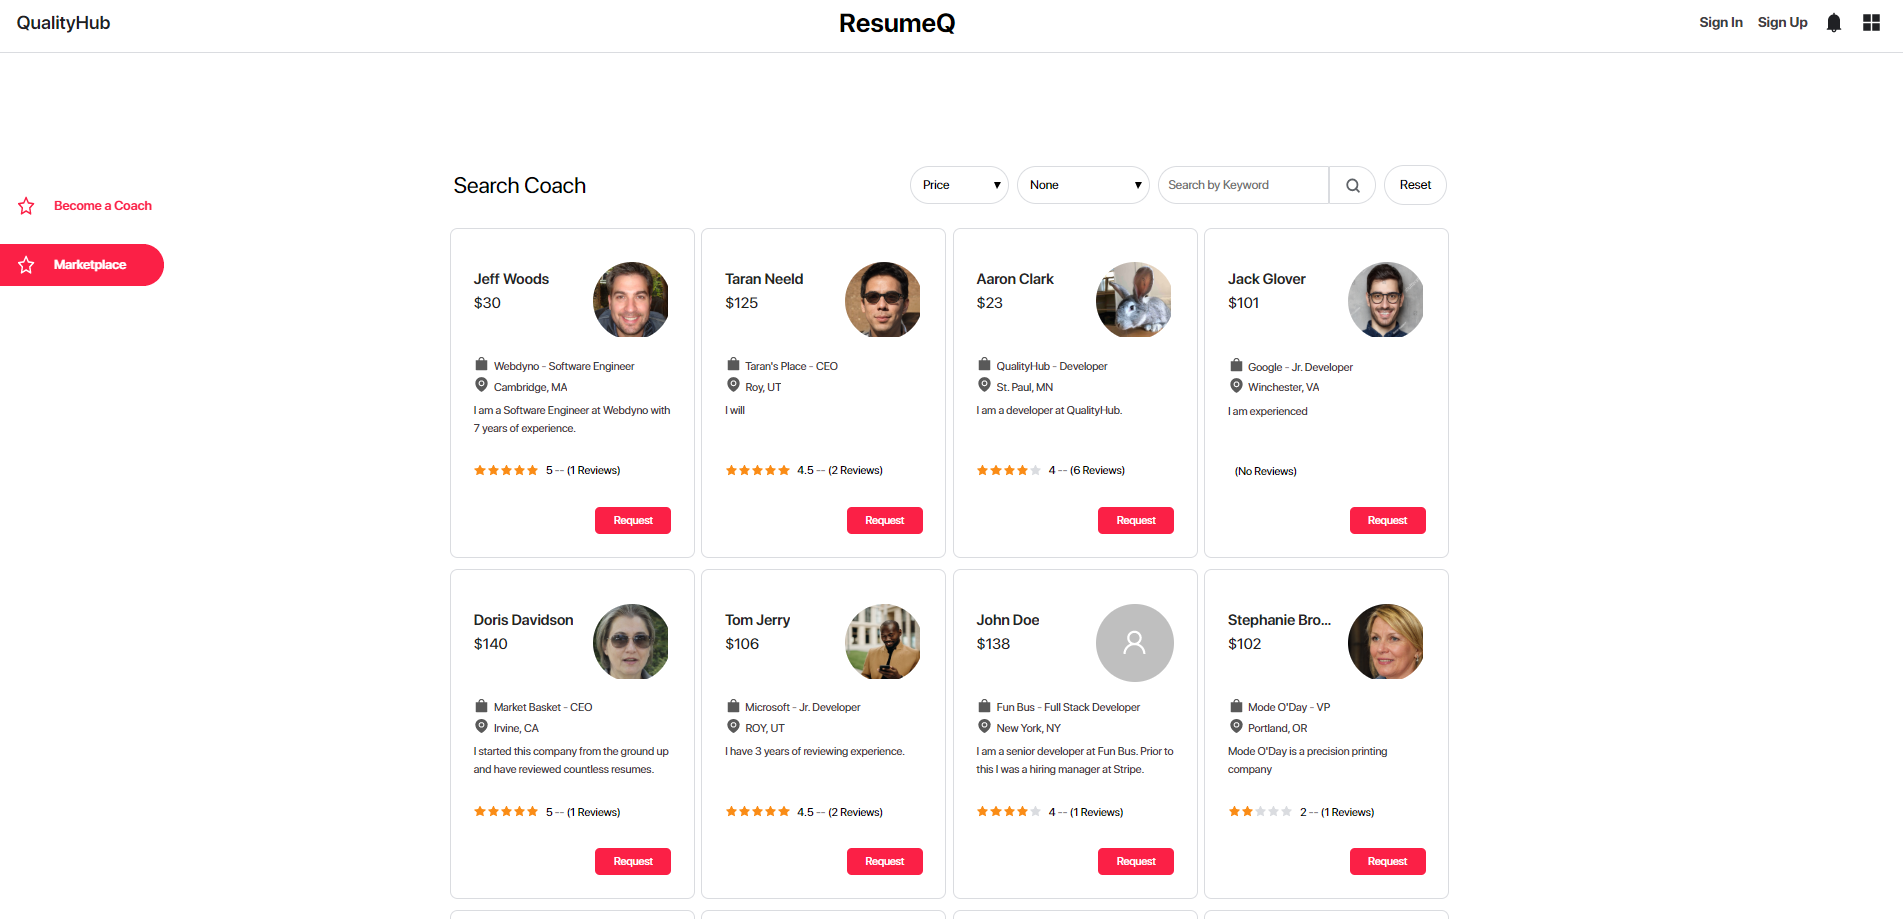 QualityHub
ResumeQ
Sign In Sign Up
Become a Coach
Marketplace
Search Coach
Price
None
Search by Keyword
Reset
Jeff Woods
$30
Webdyno - Software Engineer
Cambridge, MA
I am a Software Engineer at Webdyno with
7 years of experience.
5 -- (1 Reviews)
Request
Taran Neeld
$125
Taran's Place - CEO
Roy, UT
I will
4.5 -- (2 Reviews)
Request
Aaron Clark
$23
QualityHub - Developer
St. Paul, MN
I am a developer at QualityHub.
4 -- (6 Reviews)
Request
Jack Glover
$101
Google - Jr. Developer
Winchester, VA
I am experienced
(No Reviews)
Request
Doris Davidson
$140
Market Basket - CEO
Irvine, CA
I started this company from the ground up
and have reviewed countless resumes.
5 -- (1 Reviews)
Request
Tom Jerry
$106
Microsoft - Jr. Developer
ROY, UT
I have 3 years of reviewing experience.
4.5 -- (2 Reviews)
Request
John Doe
$138
Fun Bus - Full Stack Developer
New York, NY
I am a senior developer at Fun Bus. Prior to
this I was a hiring manager at Stripe.
4 -- (1 Reviews)
Request
Stephanie Bro...
$102
Mode O'Day - VP
Portland, OR
Mode O'Day is a precision printing
company
2 -- (1 Reviews)
Request